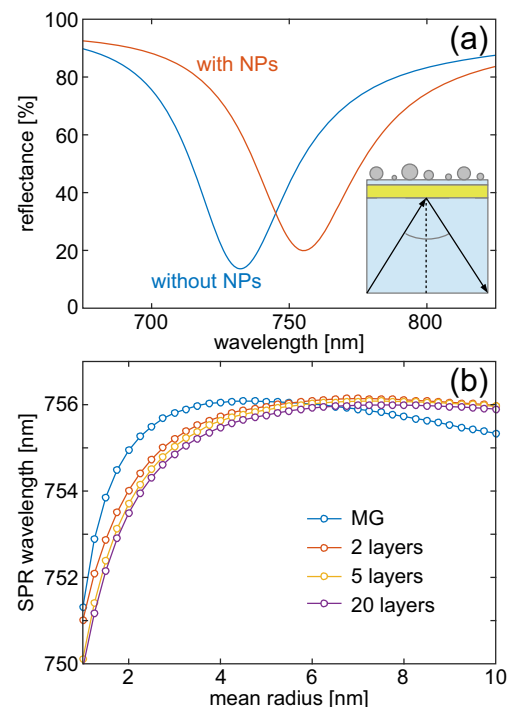 (a)
100
80
60
40
20
0
reflectance [%]
with NPs
without NPs
700
750
800
wavelength [nm]
(b)
756
754
752
750
SPR wavelength [nm]
MG
2 layers
5 layers
20 layers
2
4
6
8
10
mean radius [nm]